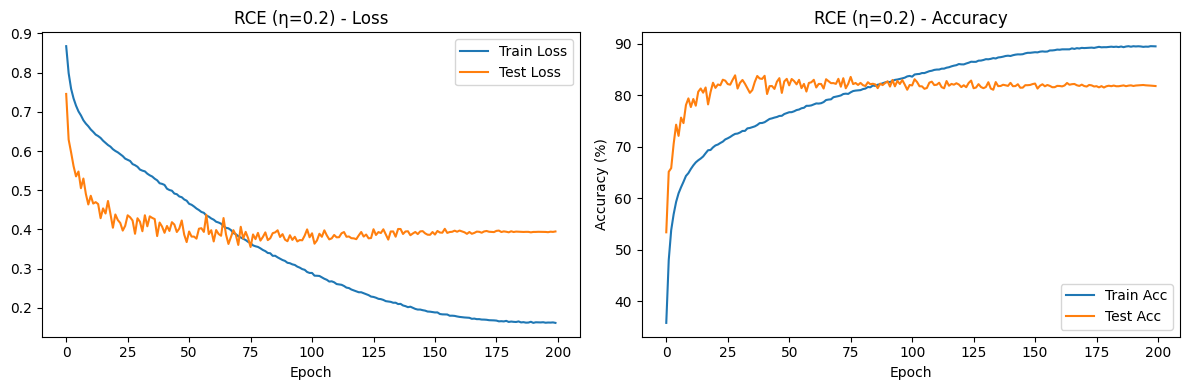 RCE (η=0.2) - Loss
0.9
0.8
0.7
0.6
0.5
0.4
0.3
0.2
0 25 50 75 100 125 150 175 200
Epoch
Train Loss
Test Loss
RCE (η=0.2) - Accuracy
Accuracy (%)
90
80
70
60
50
40
0 25 50 75 100 125 150 175 200
Epoch
Train Acc
Test Acc